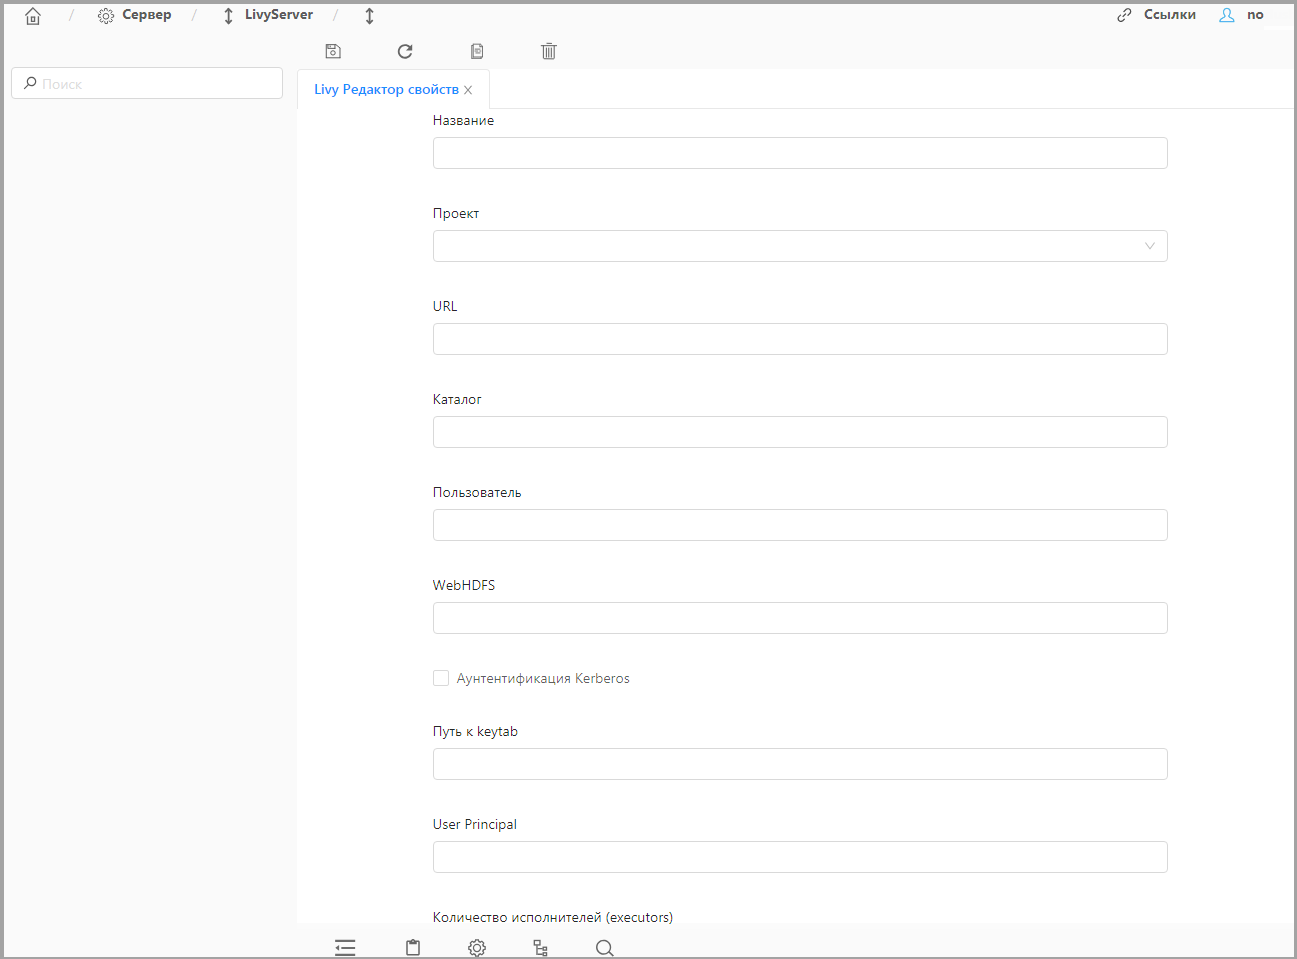 / Сервер / LivyServer / Ссылки no
Поиск
Livy Редактор свойств
Название
Проект
URL
Каталог
Пользователь
WebHDFS
Аунтентификация Kerberos
Путь к keytab
User Principal
Количество исполнителей (executors)